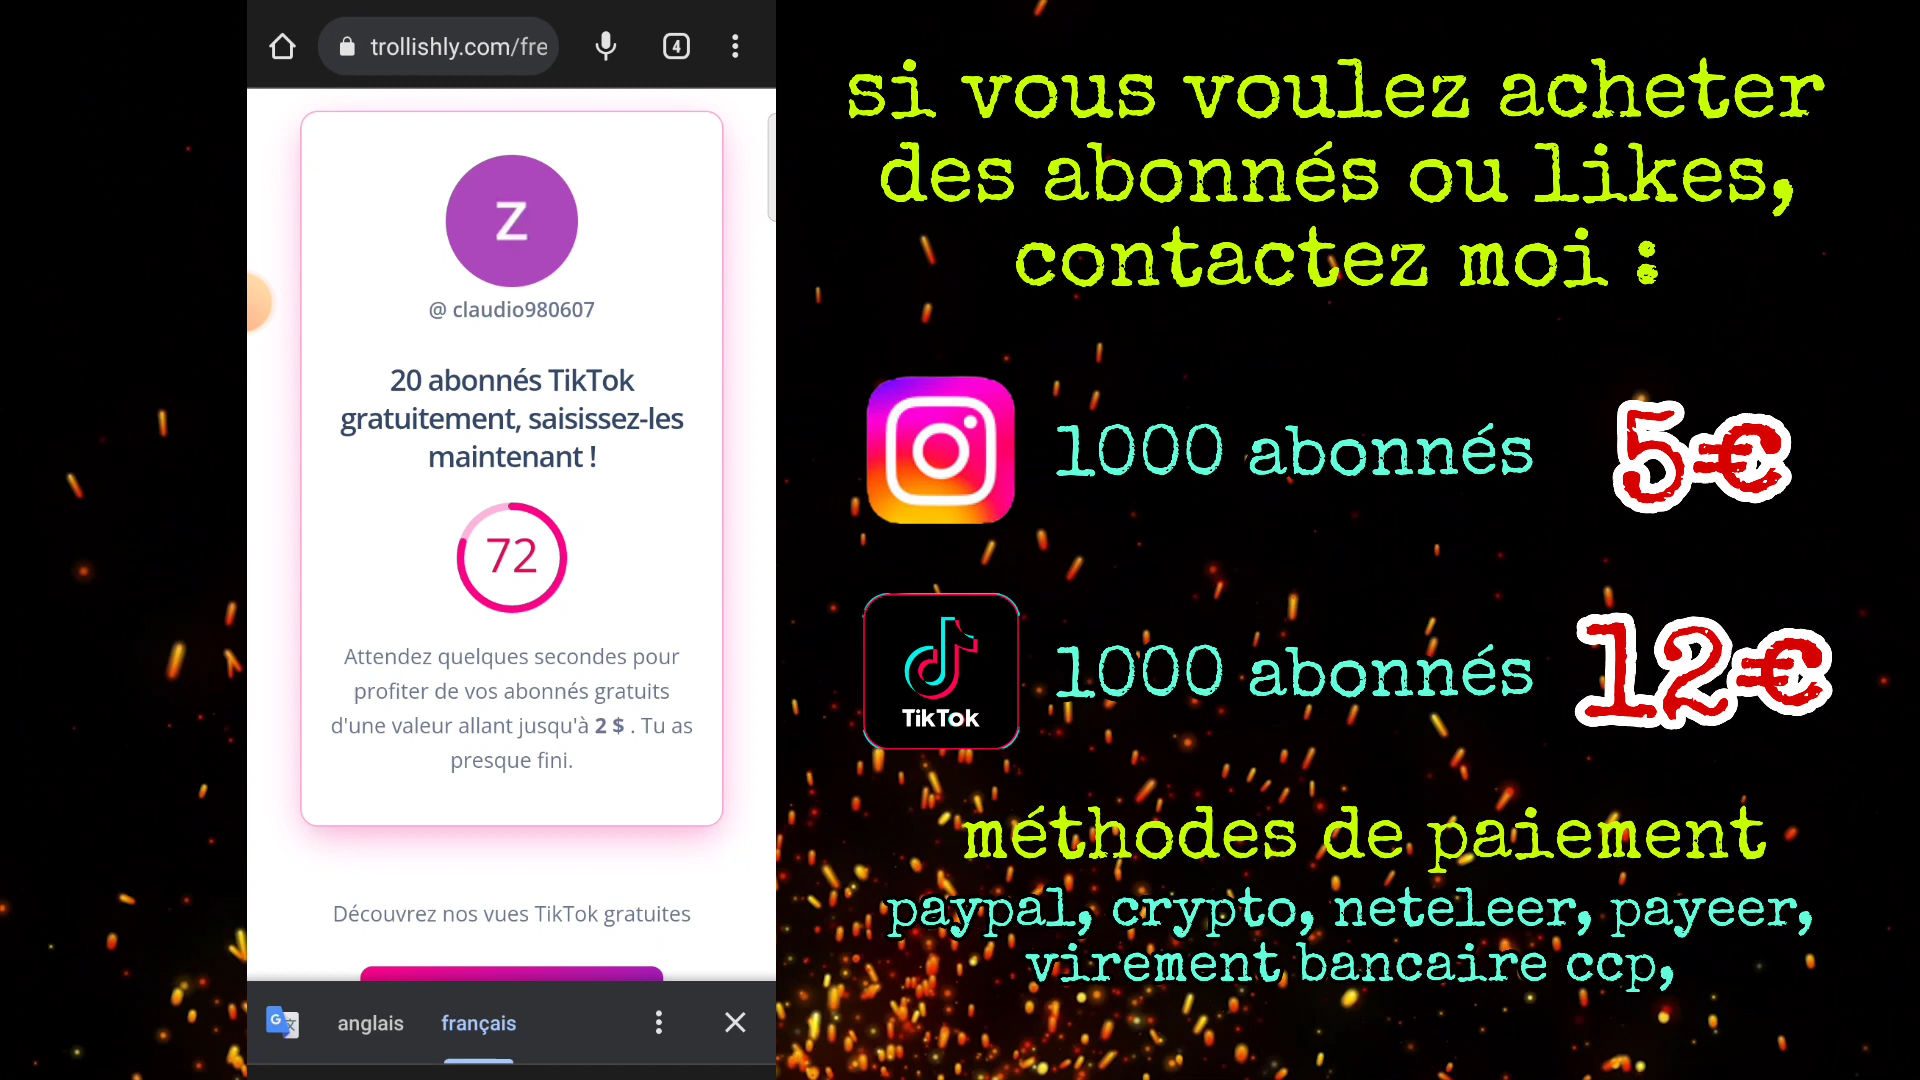 trollishly.com/fre
4
Z
@ claudio980607
20 abonnés TikTok
gratuitement, saisissez-les
maintenant !
72
Attendez quelques secondes pour
profiter de vos abonnés gratuits
d'une valeur allant jusqu'à 2 $ . Tu as
presque fini.
Découvrez nos vues TikTok gratuites
anglais français
si vous voulez acheter
des abonnés ou likes,
contactez moi :
1000 abonnés 5€
TikTok
1000 abonnés 12€
méthodes de paiement
paypal, crypto, neteleer, payeer,
virement bancaire ccp,